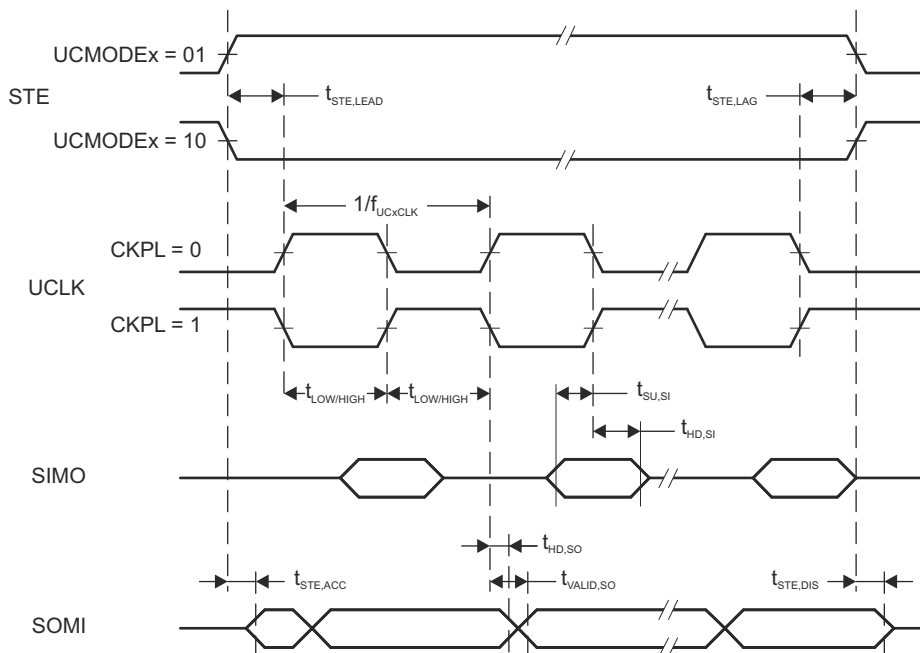 UCMODEx = 01
STE
tSTE,LEAD
tSTE,LAG
UCMODEx = 10
1/fUCxCLK
CKPL = 0
UCLK
CKPL = 1
tLOW/HIGH
tLOW/HIGH
tSU,SI
tHD,SI
SIMO
tHD,SO
tSTE,ACC
tVALID,SO
tSTE,DIS
SOMI